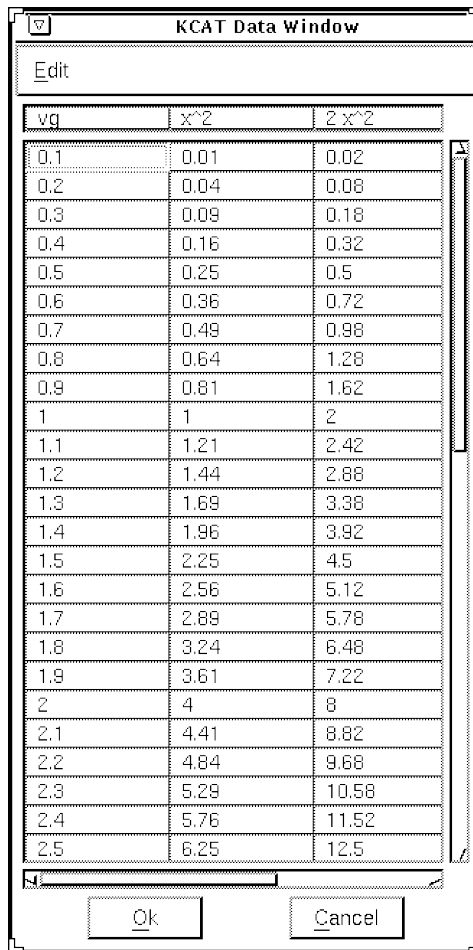 KCAT Data Window
Edit
vg x^2 2 x^2
0.1 0.01 0.02
0.2 0.04 0.08
0.3 0.09 0.18
0.4 0.16 0.32
0.5 0.25 0.5
0.6 0.36 0.72
0.7 0.49 0.98
0.8 0.64 1.28
0.9 0.81 1.62
1 1 2
1.1 1.21 2.42
1.2 1.44 2.88
1.3 1.69 3.38
1.4 1.96 3.92
1.5 2.25 4.5
1.6 2.56 5.12
1.7 2.89 5.78
1.8 3.24 6.48
1.9 3.61 7.22
2 4 8
2.1 4.41 8.82
2.2 4.84 9.68
2.3 5.29 10.58
2.4 5.76 11.52
2.5 6.25 12.5
Ok Cancel